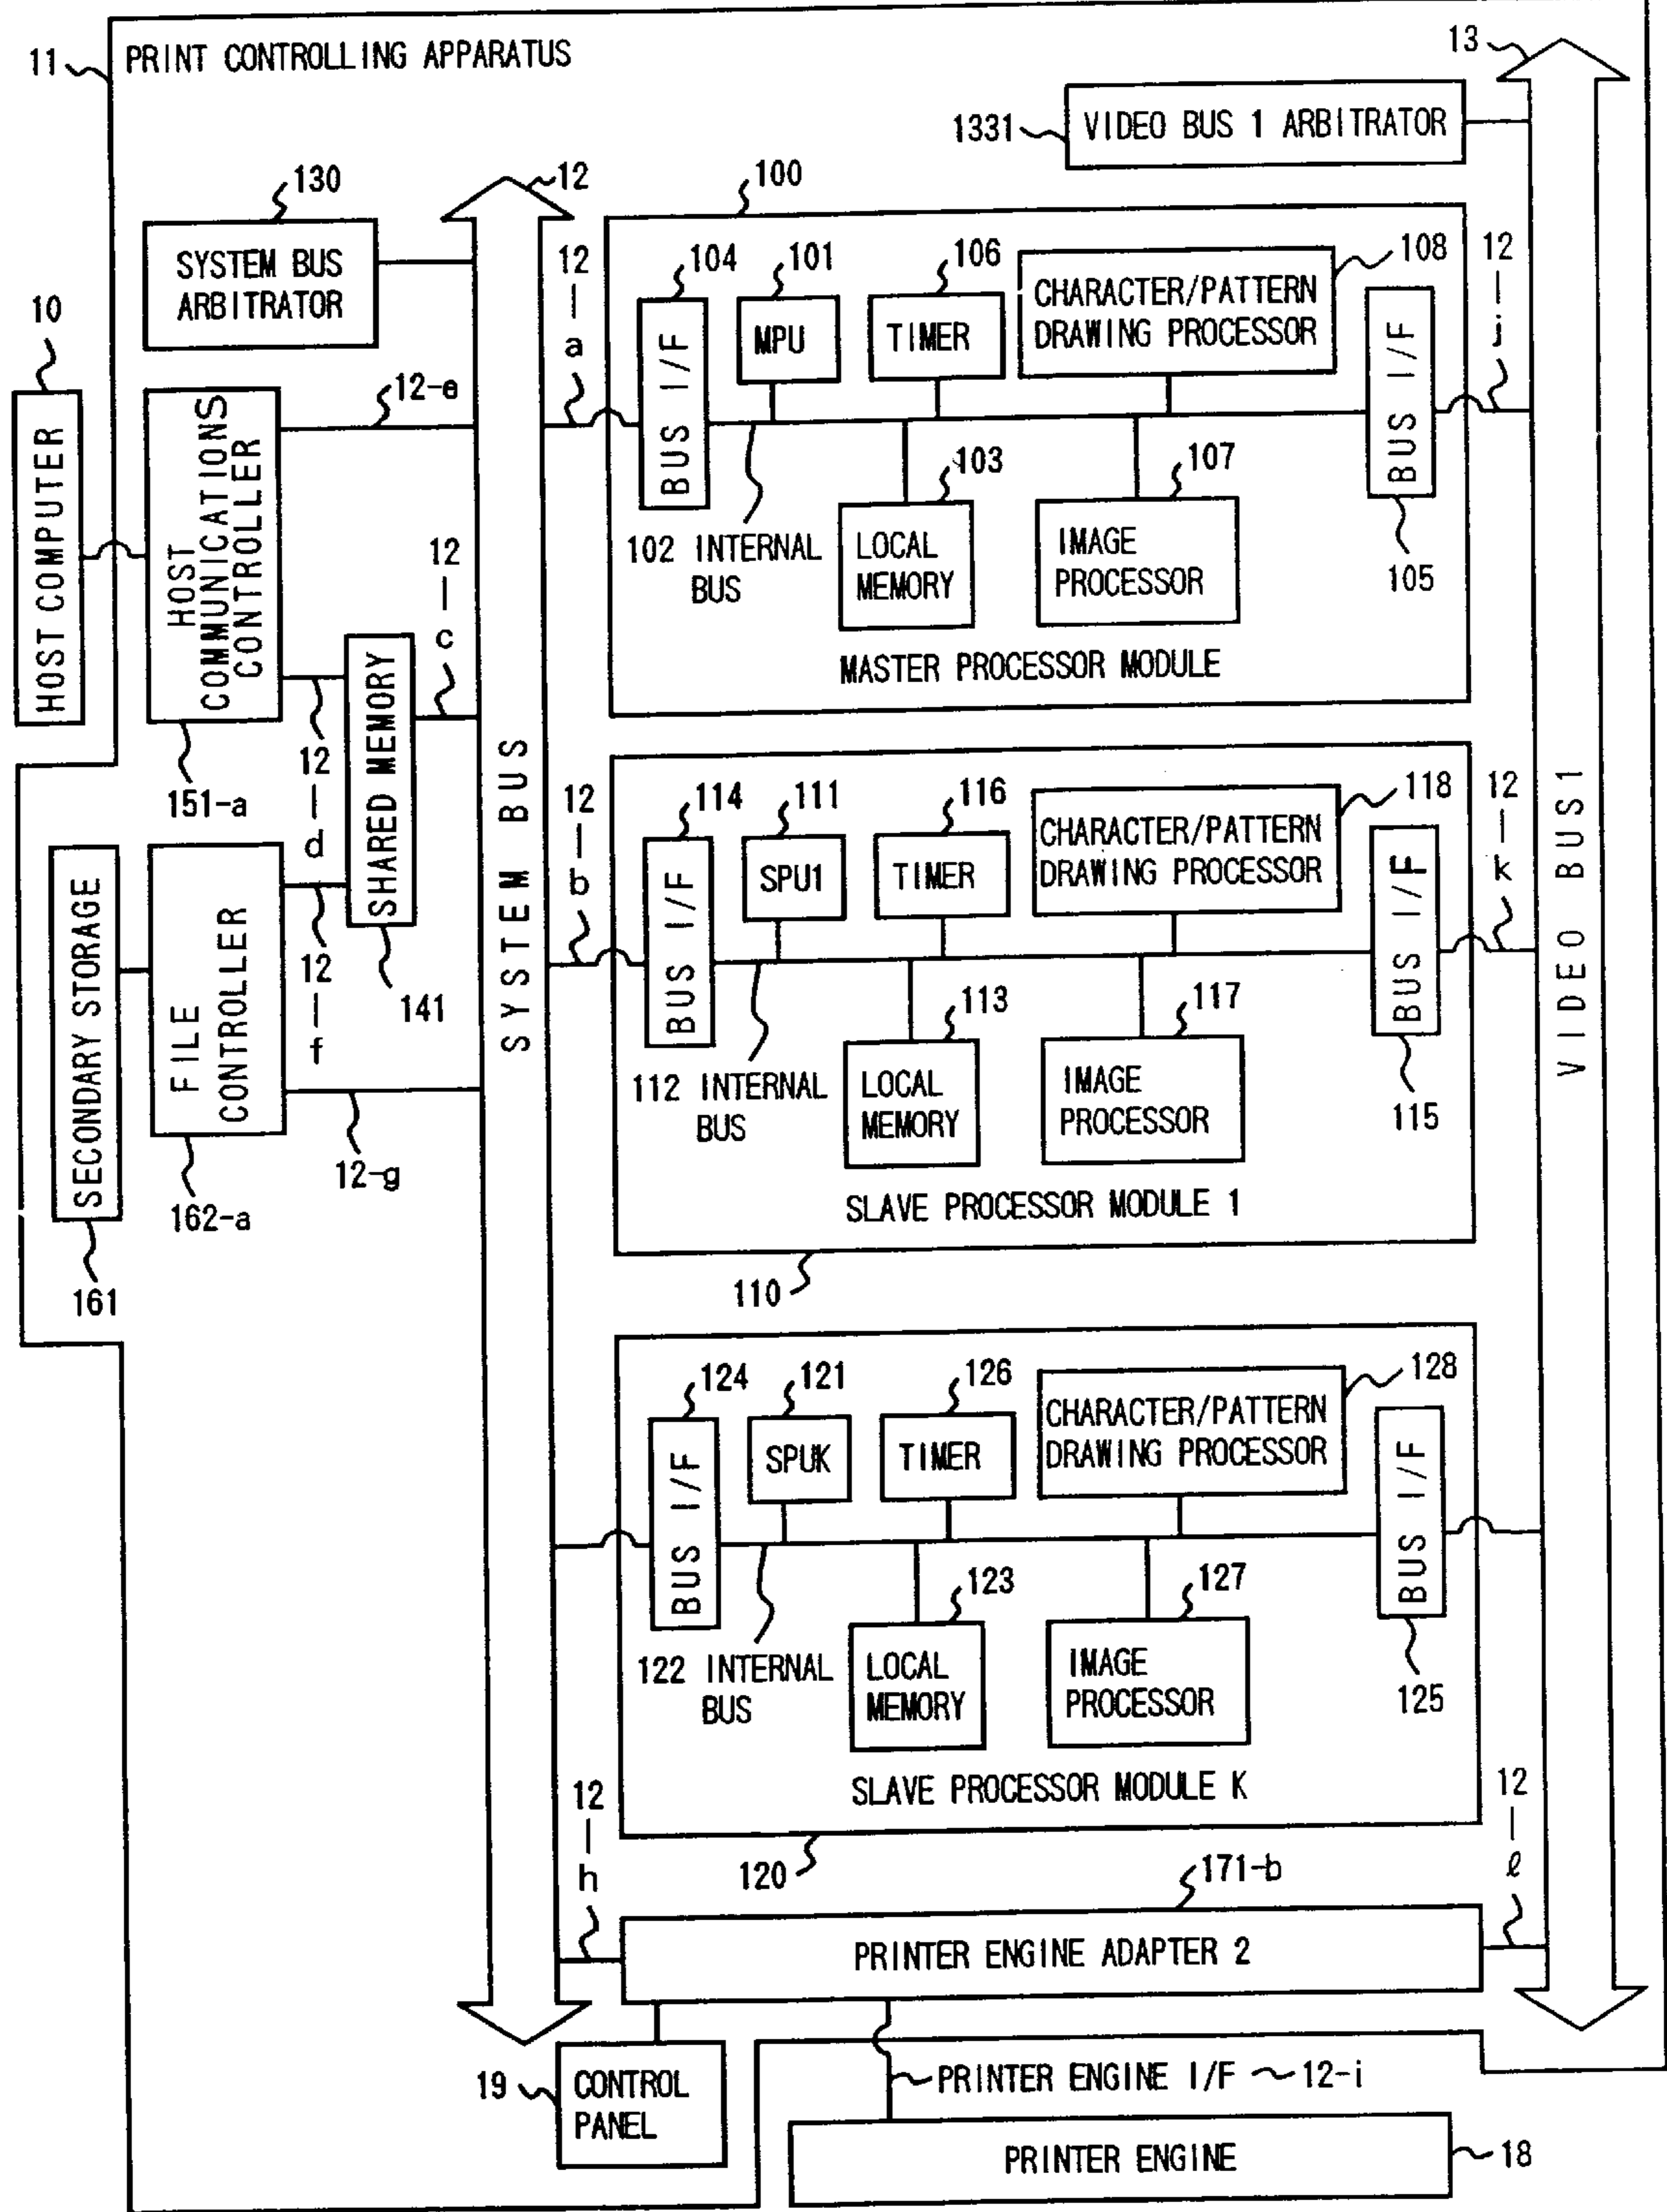 11
PRINT CONTROLLING APPARATUS
13
1331
VIDEO BUS 1 ARBITRATOR
130
SYSTEM BUS
ARBITRATOR
12
100
10
HOST COMPUTER
HOST
COMMUNICATIONS
CONTROLLER
151-a
12-e
12-d
12-c
SHARED MEMORY
141
12-f
SECONDARY STORAGE
161
FILE
CONTROLLER
162-a
12-g
SYSTEM BUS
12-a
104
BUS I/F
101
MPU
106
TIMER
108
CHARACTER/PATTERN
DRAWING PROCESSOR
BUS I/F
105
12-j
102 INTERNAL
BUS
103
LOCAL
MEMORY
107
IMAGE
PROCESSOR
MASTER PROCESSOR MODULE
12-b
114
BUS I/F
111
SPU1
116
TIMER
118
CHARACTER/PATTERN
DRAWING PROCESSOR
BUS I/F
115
12-k
112 INTERNAL
BUS
113
LOCAL
MEMORY
117
IMAGE
PROCESSOR
SLAVE PROCESSOR MODULE 1
110
VIDEO BUS1
124
BUS I/F
121
SPUK
126
TIMER
128
CHARACTER/PATTERN
DRAWING PROCESSOR
BUS I/F
125
122 INTERNAL
BUS
123
LOCAL
MEMORY
127
IMAGE
PROCESSOR
SLAVE PROCESSOR MODULE K
120
12-h
171-b
12-ℓ
PRINTER ENGINE ADAPTER 2
19
CONTROL
PANEL
PRINTER ENGINE I/F
12-i
PRINTER ENGINE
18